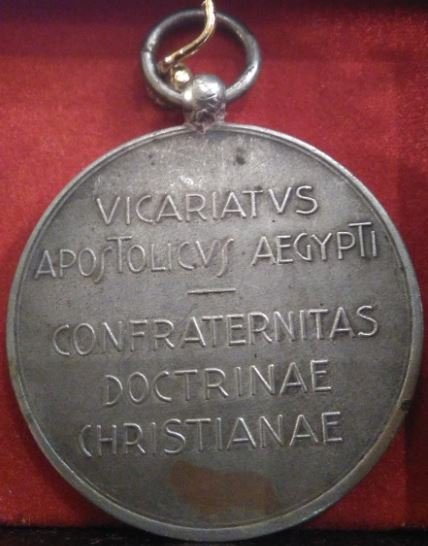 VICARIATVS
APOSTOLICVS AEGYPTI
CONFRATERNITAS
DOCTRINAE
CHRISTIANAE